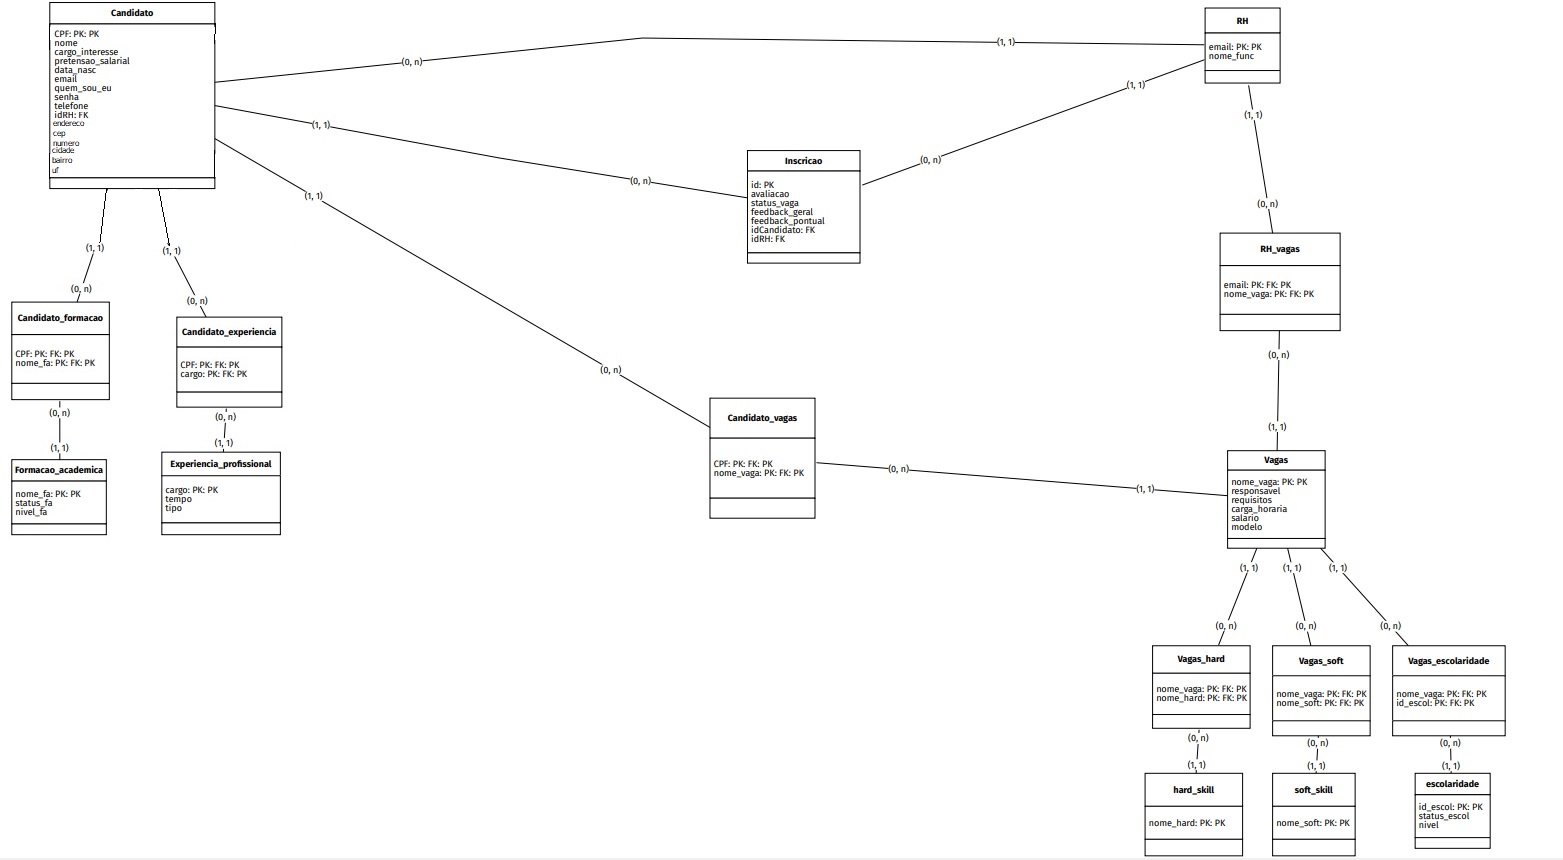 Candidato
CPF: PK: PK
nome
cargo_interesse
pretensao_salarial
data_nasc
email
quem_sou_eu
senha
telefone
idRH: FK
endereco
cep
numero
cidade
bairro
uf
(0, n)
(1, 1)
RH
email: PK: PK
nome_func
(1, 1)
(0, n)
(1, 1)
(0, n)
Inscricao
id: PK
avaliacao
status_vaga
feedback_geral
feedback_pontual
idCandidato: FK
idRH: FK
(1, 1)
(0, n)
RH_vagas
email: PK: FK: PK
nome_vaga: PK: FK: PK
(0, n)
(1, 1)
(1, 1)
(0, n)
Candidato_formacao
CPF: PK: FK: PK
nome_fa: PK: FK: PK
(0, n)
(1, 1)
Formacao_academica
nome_fa: PK: PK
status_fa
nivel_fa
(1, 1)
(0, n)
Candidato_experiencia
CPF: PK: FK: PK
cargo: PK: FK: PK
(0, n)
(1, 1)
Experiencia_profissional
cargo: PK: PK
tempo
tipo
(1, 1)
(0, n)
Candidato_vagas
CPF: PK: FK: PK
nome_vaga: PK: FK: PK
(0, n)
(1, 1)
Vagas
nome_vaga: PK: PK
responsavel
requisitos
carga_horaria
salario
modelo
(1, 1)
(1, 1)
(1, 1)
(0, n)
(0, n)
(0, n)
Vagas_hard
nome_vaga: PK: FK: PK
nome_hard: PK: FK: PK
(0, n)
(1, 1)
hard_skill
nome_hard: PK: PK
Vagas_soft
nome_vaga: PK: FK: PK
nome_soft: PK: FK: PK
(0, n)
(1, 1)
soft_skill
nome_soft: PK: PK
Vagas_escolaridade
nome_vaga: PK: FK: PK
id_escol: PK: FK: PK
(0, n)
(1, 1)
escolaridade
id_escol: PK: PK
status_escol
nivel